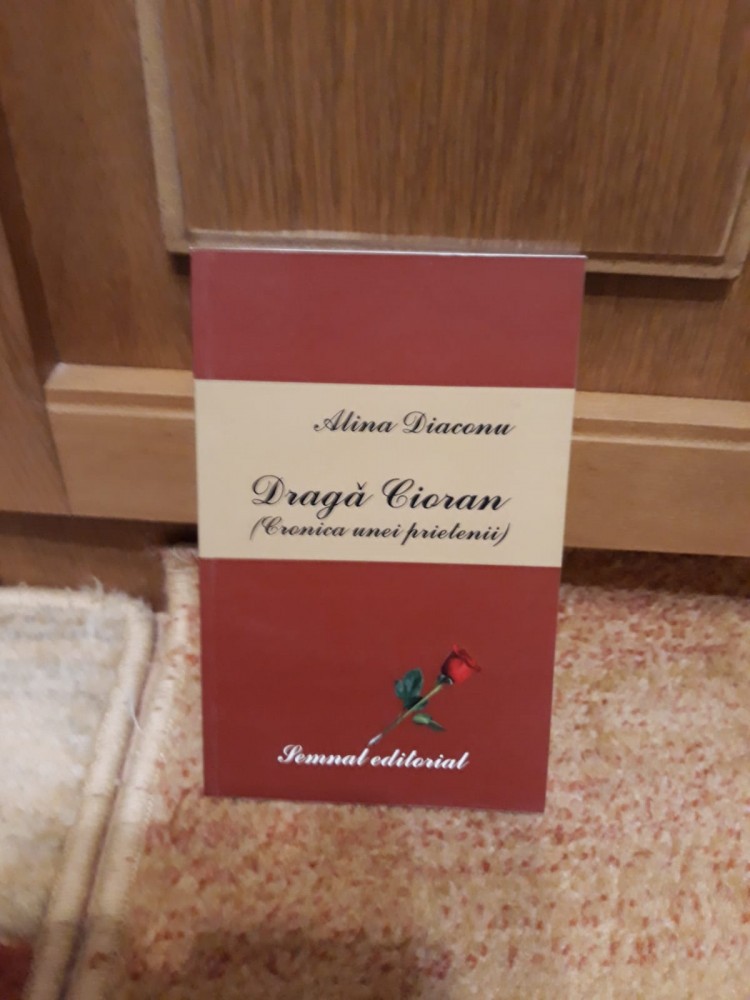 Alina Diaconu
Dragă Cioran
(Cronica unei prietenii)
Semnal editorial